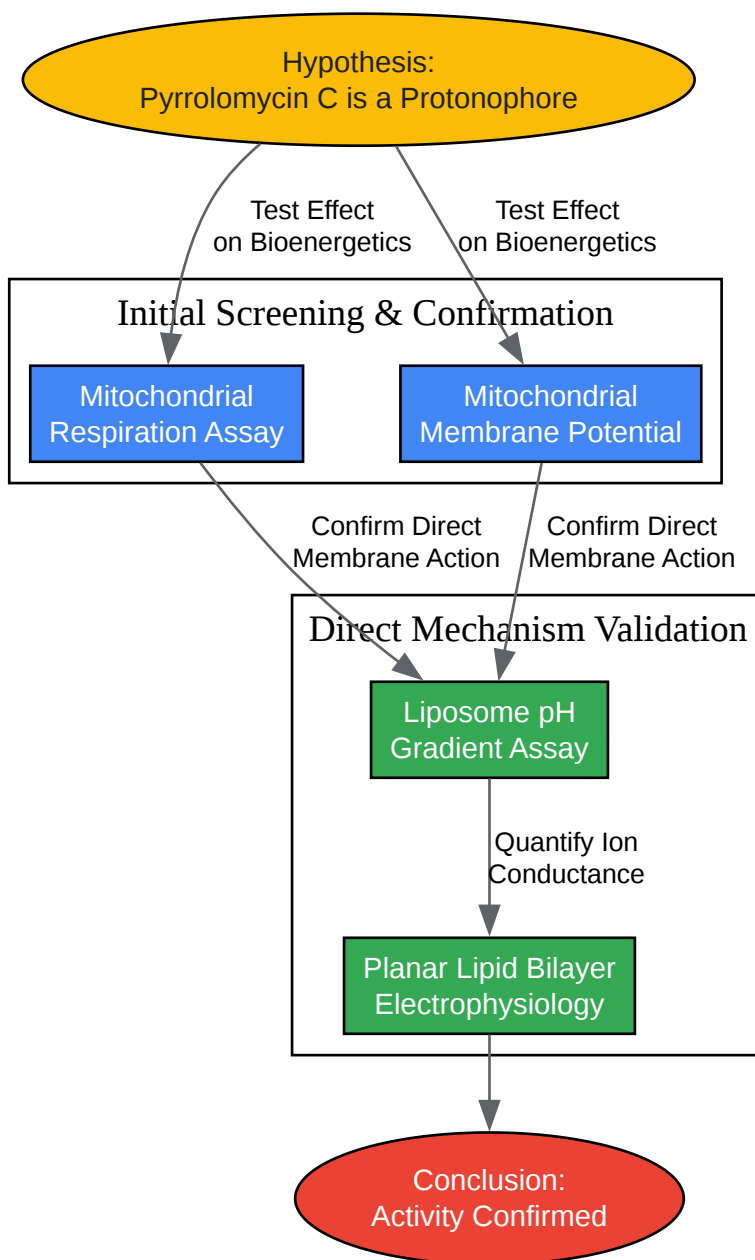 Hypothesis:
Pyrrolomycin C is a Protonophore
Test Effect
on Bioenergetics
Test Effect
on Bioenergetics
Initial Screening & Confirmation
Mitochondrial
Respiration Assay
Mitochondrial
Membrane Potential
Confirm Direct
Membrane Action
Confirm Direct
Membrane Action
Direct Mechanism Validation
Liposome pH
Gradient Assay
Quantify Ion
Conductance
Planar Lipid Bilayer
Electrophysiology
Conclusion:
Activity Confirmed